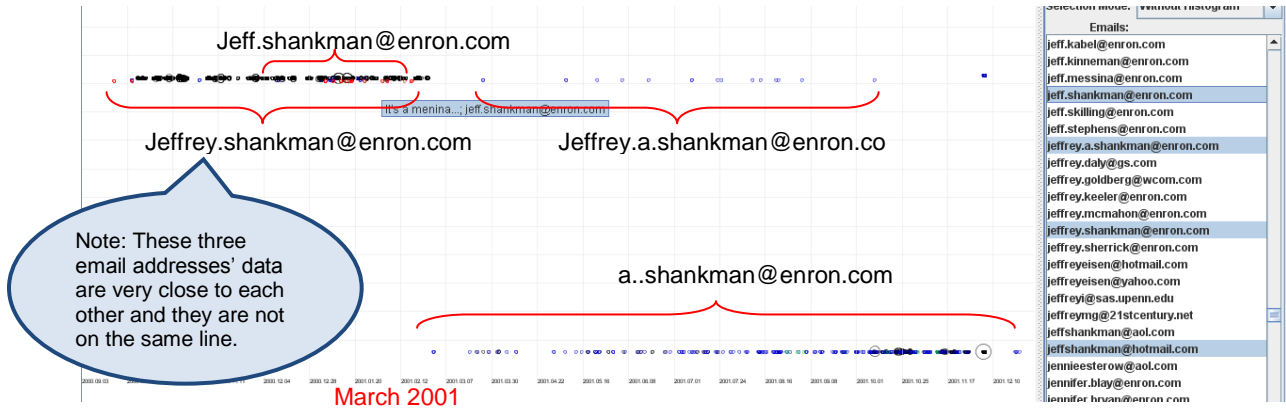 Selection Mode: Without Histogram
Emails:
Jeff.shankman@enron.com
It's a menina...; jeff.shankman@enron.com
Jeffrey.shankman@enron.com
Jeffrey.a.shankman@enron.co
Note: These three
email addresses' data
are very close to each
other and they are not
on the same line.
a..shankman@enron.com
2000.09.03 2000.12.04 2000.12.28 2001.01.20 2001.02.12 2001.03.07 2001.03.30 2001.04.22 2001.05.16 2001.06.08 2001.07.01 2001.07.24 2001.08.16 2001.09.08 2001.10.01 2001.10.25 2001.11.17 2001.12.10
March 2001
jeff.kabel@enron.com
jeff.kinneman@enron.com
jeff.messina@enron.com
jeff.shankman@enron.com
jeff.skilling@enron.com
jeff.stephens@enron.com
jeffrey.a.shankman@enron.com
jeffrey.daly@gs.com
jeffrey.goldberg@wcom.com
jeffrey.keeler@enron.com
jeffrey.mcmahon@enron.com
jeffrey.shankman@enron.com
jeffrey.sherrick@enron.com
jeffreyeisen@hotmail.com
jeffreyeisen@yahoo.com
jeffreyi@sas.upenn.edu
jeffreymg@21stcentury.net
jeffshankman@aol.com
jeffshankman@hotmail.com
jennieesterow@aol.com
jennifer.blay@enron.com
jennifer.bryan@enron.com